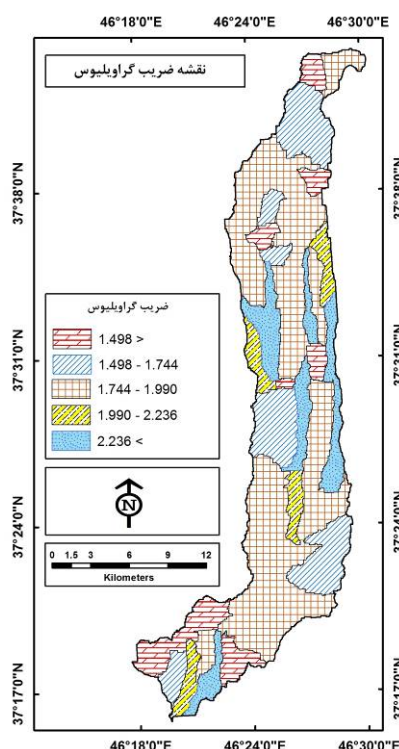 46°18'0"E 46°24'0"E 46°30'0"E
نقشه ضریب گراویلیوس
37°38'0"N 37°38'0"N
37°31'0"N 37°31'0"N
37°24'0"N 37°24'0"N
37°17'0"N 37°17'0"N
ضریب گراویلیوس
1.498 >
1.498 - 1.744
1.744 - 1.990
1.990 - 2.236
2.236 <
N
0 1.5 3 6 9 12
Kilometers
46°18'0"E 46°24'0"E 46°30'0"E